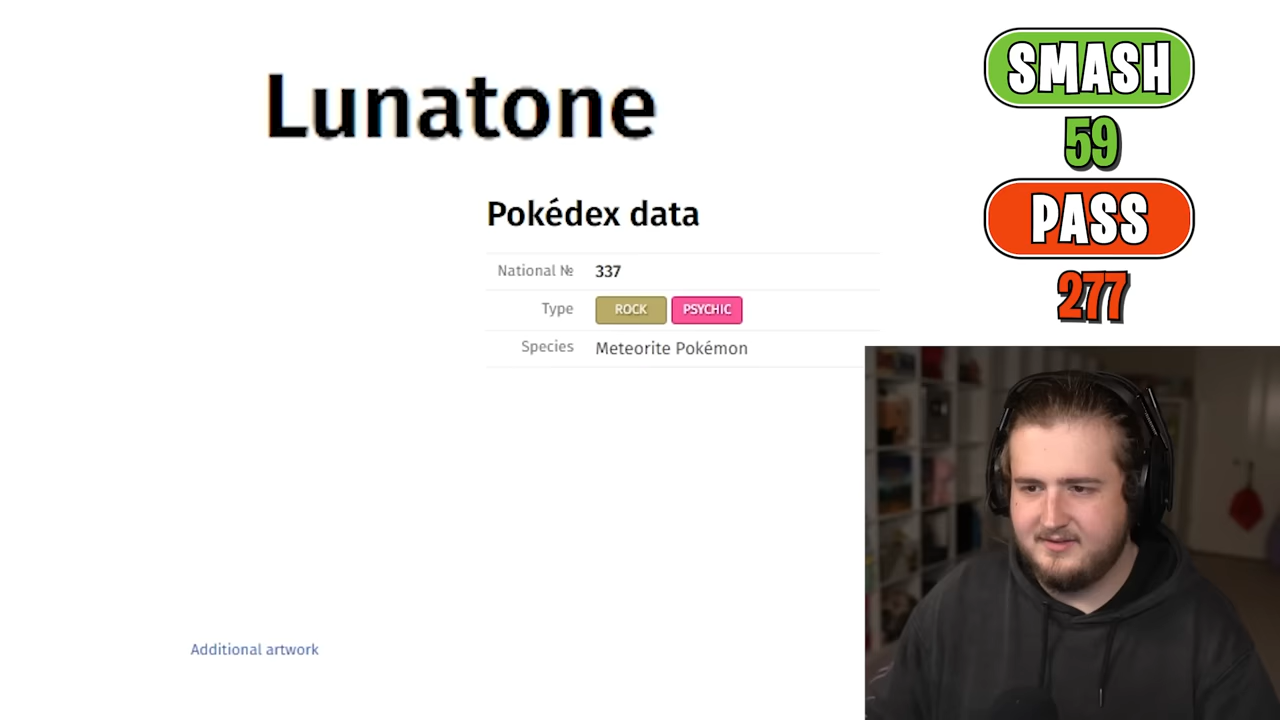 Lunatone
Pokédex data
National № 337
Type ROCK PSYCHIC
Species Meteorite Pokémon
Additional artwork
SMASH
59
PASS
277